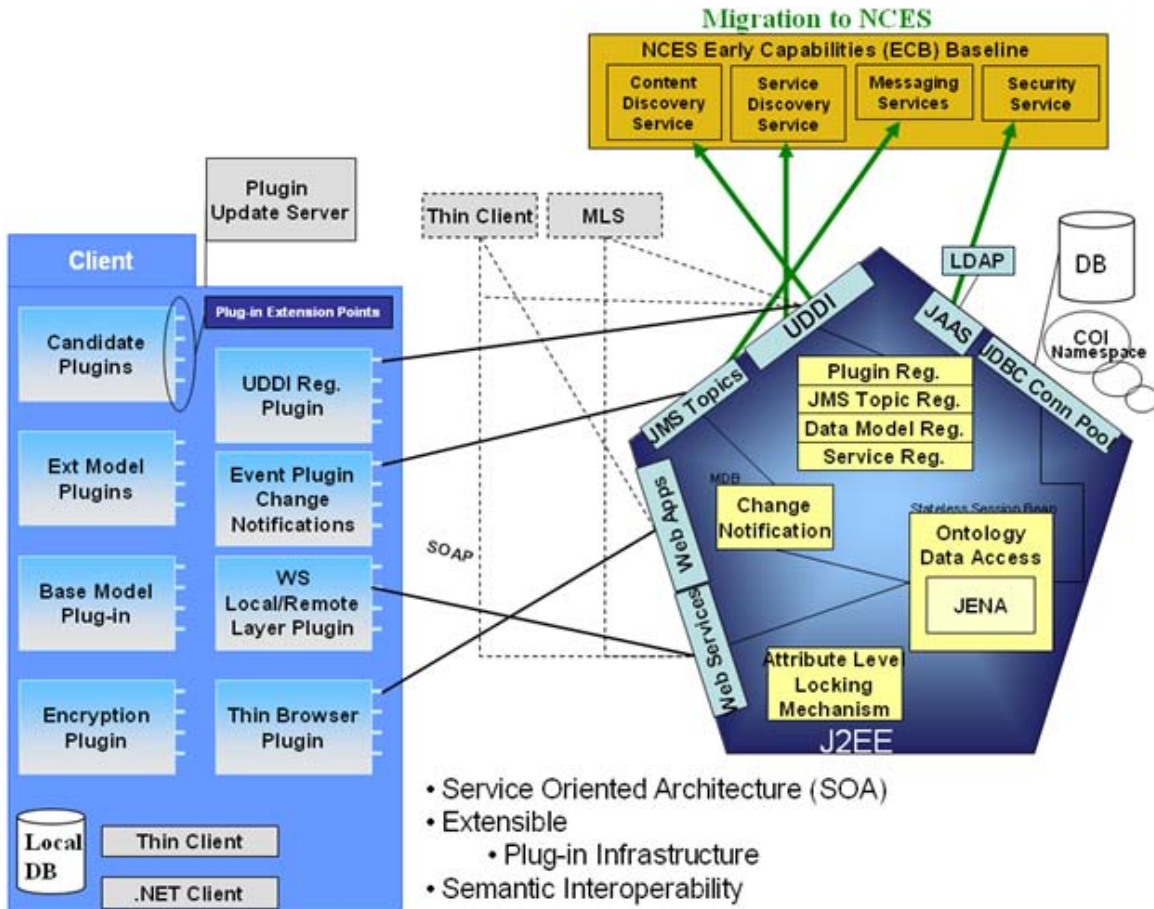 Migration to NCES
NCES Early Capabilities (ECB) Baseline
Content
Discovery
Service
Service
Discovery
Service
Messaging
Services
Security
Service
Plugin
Update Server
Thin Client
MLS
Client
Plug-in Extension Points
Candidate
Plugins
UDDI Reg.
Plugin
Ext Model
Plugins
Event Plugin
Change
Notifications
Base Model
Plug-in
WS
Local/Remote
Layer Plugin
Encryption
Plugin
Thin Browser
Plugin
Local
DB
Thin Client
.NET Client
SOAP
LDAP
DB
COI
Namespace
UDDI
JAAS
JMS Topics
JDBC Conn Pool
Web Apps
Web Services
Plugin Reg.
JMS Topic Reg.
Data Model Reg.
Service Reg.
MDB
Change
Notification
Stateless Session Bean
Ontology
Data Access
JENA
Attribute Level
Locking
Mechanism
J2EE
• Service Oriented Architecture (SOA)
• Extensible
• Plug-in Infrastructure
• Semantic Interoperability